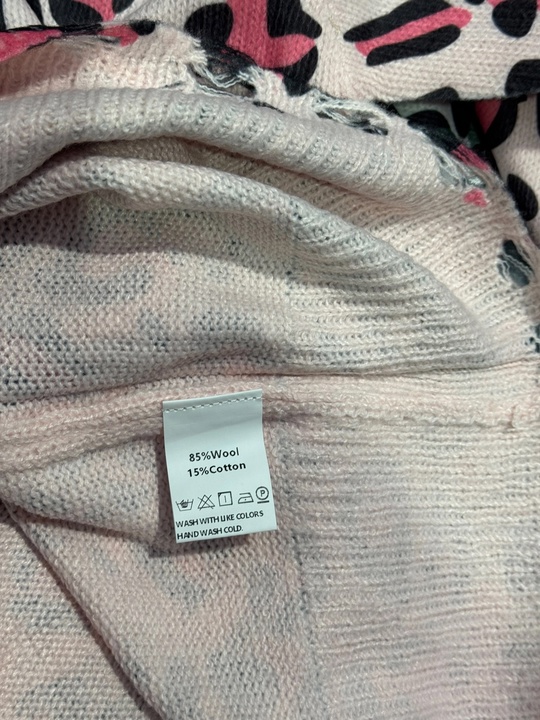 85%Wool
15%Cotton
P
WASH WITH LIKE COLORS
HAND WASH COLD.